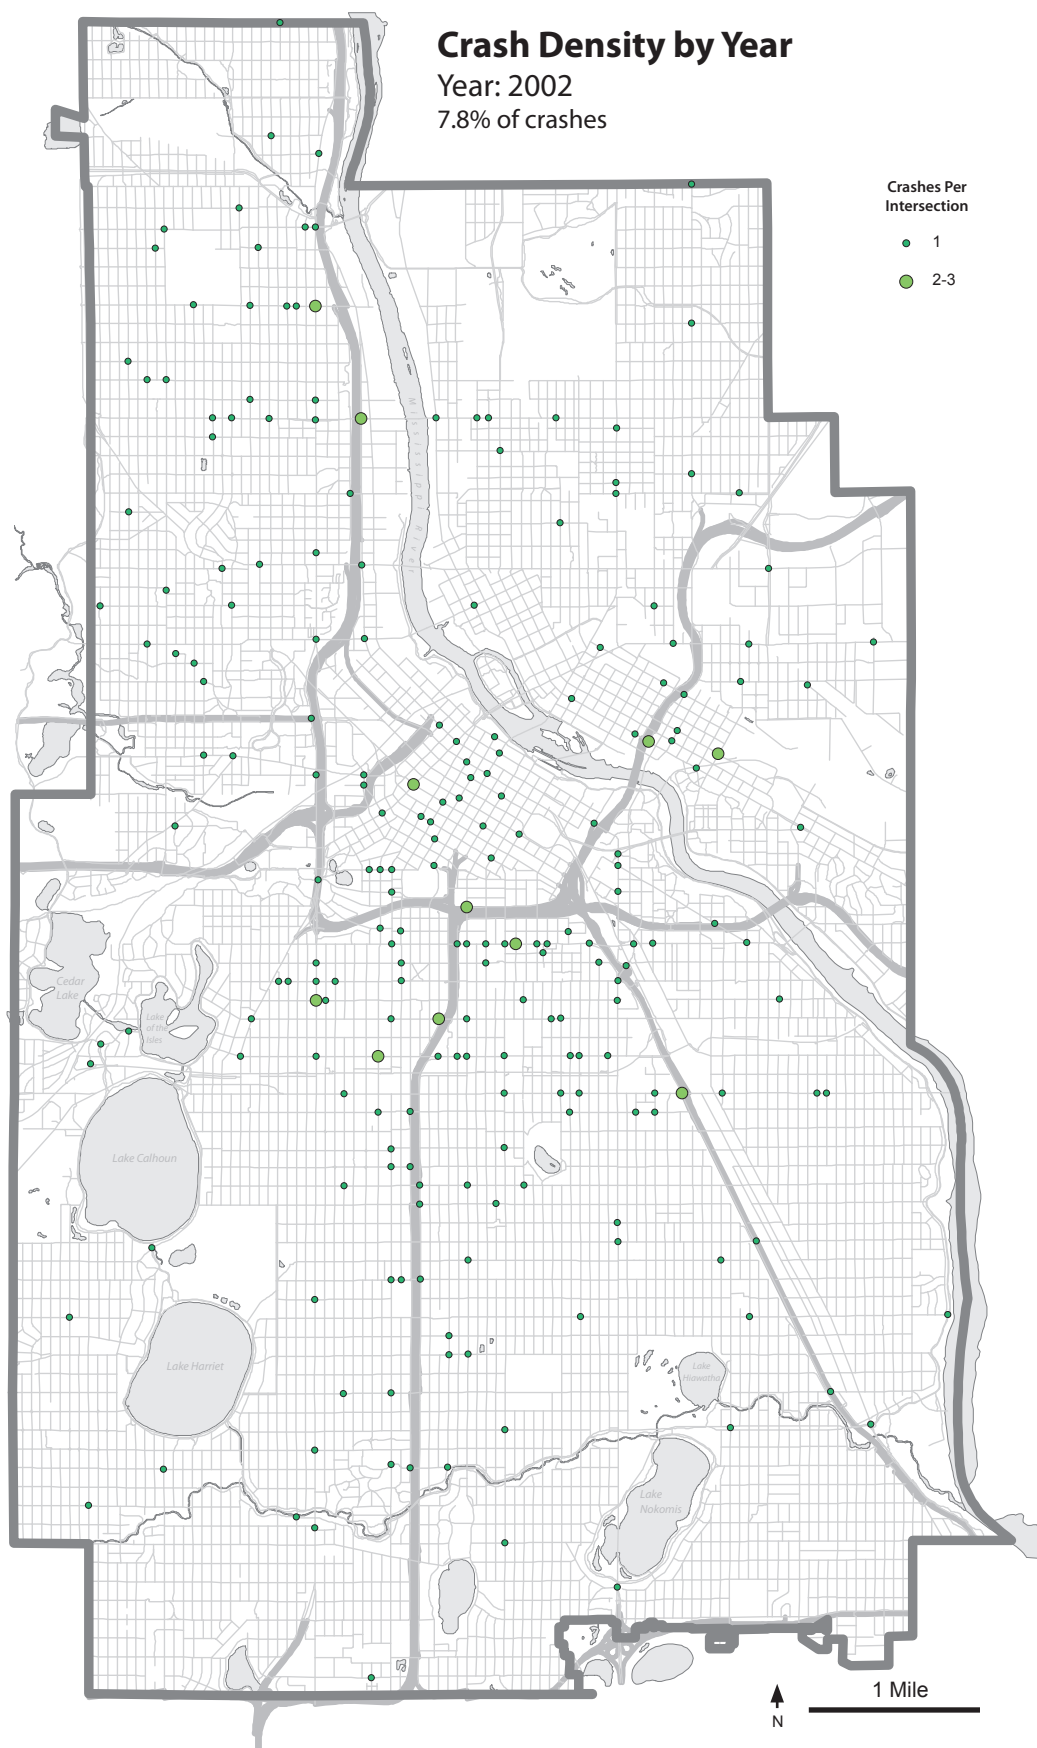 Crash Density by Year
Year: 2002
7.8% of crashes
Crashes Per
Intersection
1
2-3
Mississippi River
Cedar
Lake
Lake
of the
Isles
Lake Calhoun
Lake Harriet
Lake
Hiawatha
Lake
Nokomis
1 Mile
N